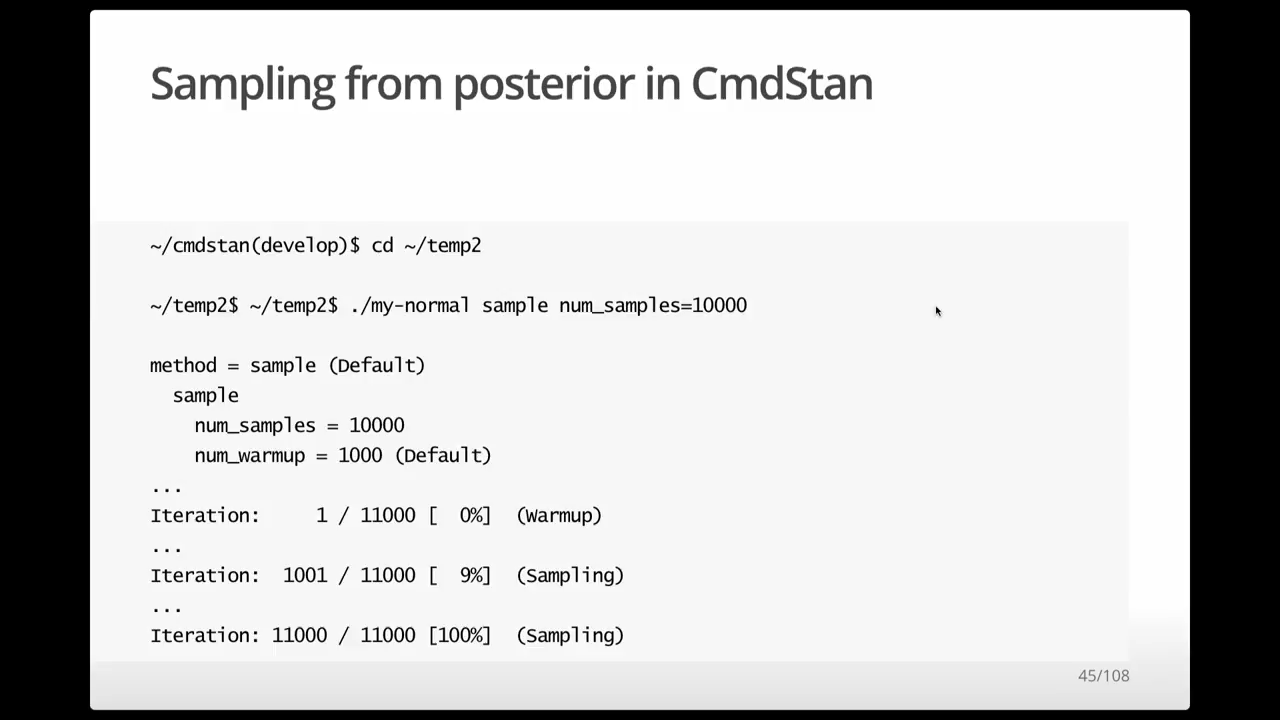 Sampling from posterior in CmdStan
~/cmdstan(develop)$ cd ~/temp2
~/temp2$ ~/temp2$ ./my-normal sample num_samples=10000
method = sample (Default)
sample
num_samples = 10000
num_warmup = 1000 (Default)
...
Iteration:     1 / 11000 [  0%]  (Warmup)
...
Iteration:  1001 / 11000 [  9%]  (Sampling)
...
Iteration: 11000 / 11000 [100%]  (Sampling)
45/108